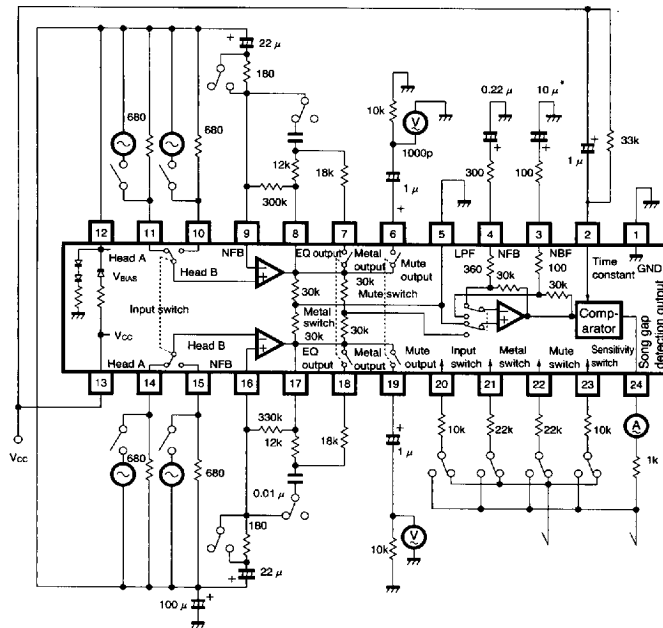 22 μ
180
680
680
10k
V
1000p
1 μ
12k
18k
300k
0.22 μ
300
10 μ
100
1 μ
33k
12 11 10 9 8 7 6 5 4 3 2 1
Head A
Head B
NFB
EQ output
Metal output
Mute output
LPF
360
NFB
30k
NBF
100
30k
Time constant
GND
VBIAS
Input switch
30k
30k
Metal switch
Mute switch
30k
30k
Comparator
Song gap detection output
Vcc
Head A
Head B
NFB
EQ output
Metal output
Mute output
Input switch
Metal switch
Mute switch
Sensitivity switch
13 14 15 16 17 18 19 20 21 22 23 24
Vcc
680
680
330k
12k
18k
0.01 μ
180
22 μ
100 μ
1 μ
10k
V
10k
22k
22k
10k
A
1k